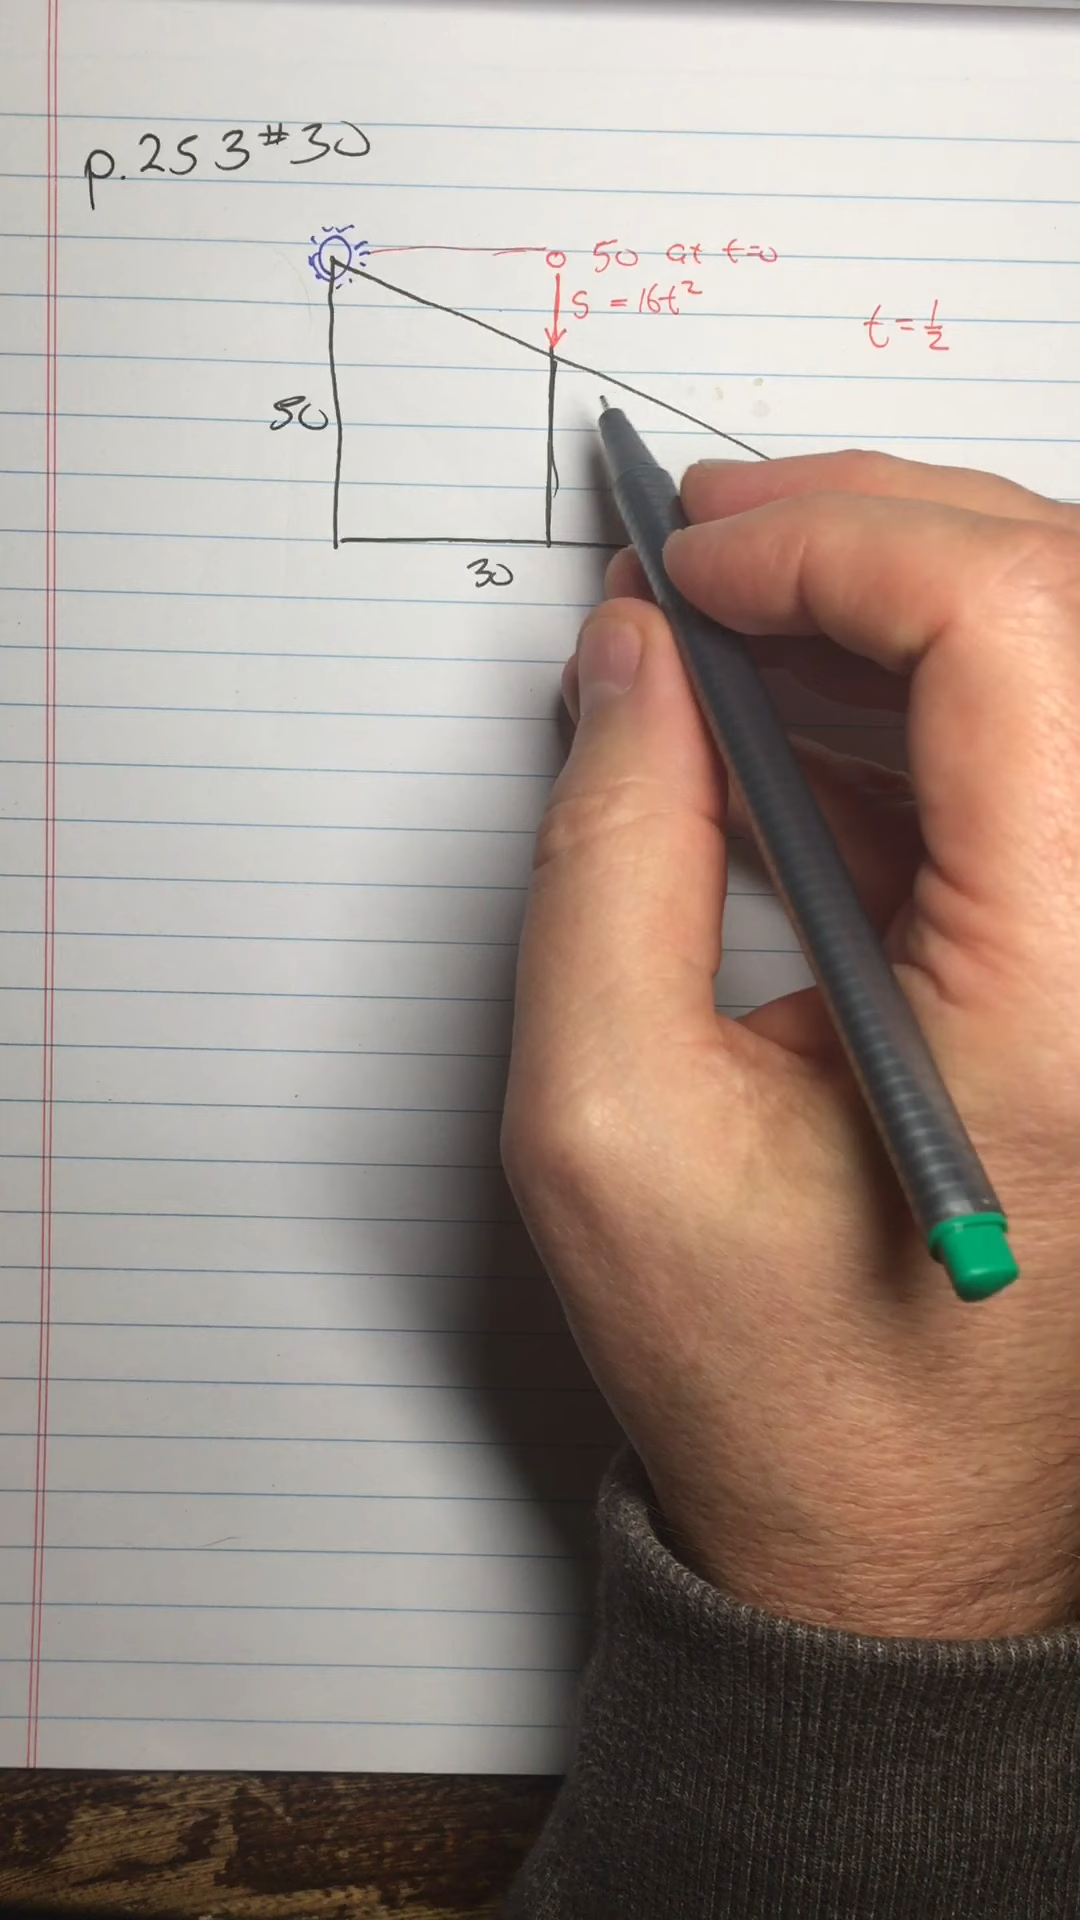 p.253 #30
50 at t=0
S = 16t²
t = 1/2
50
30